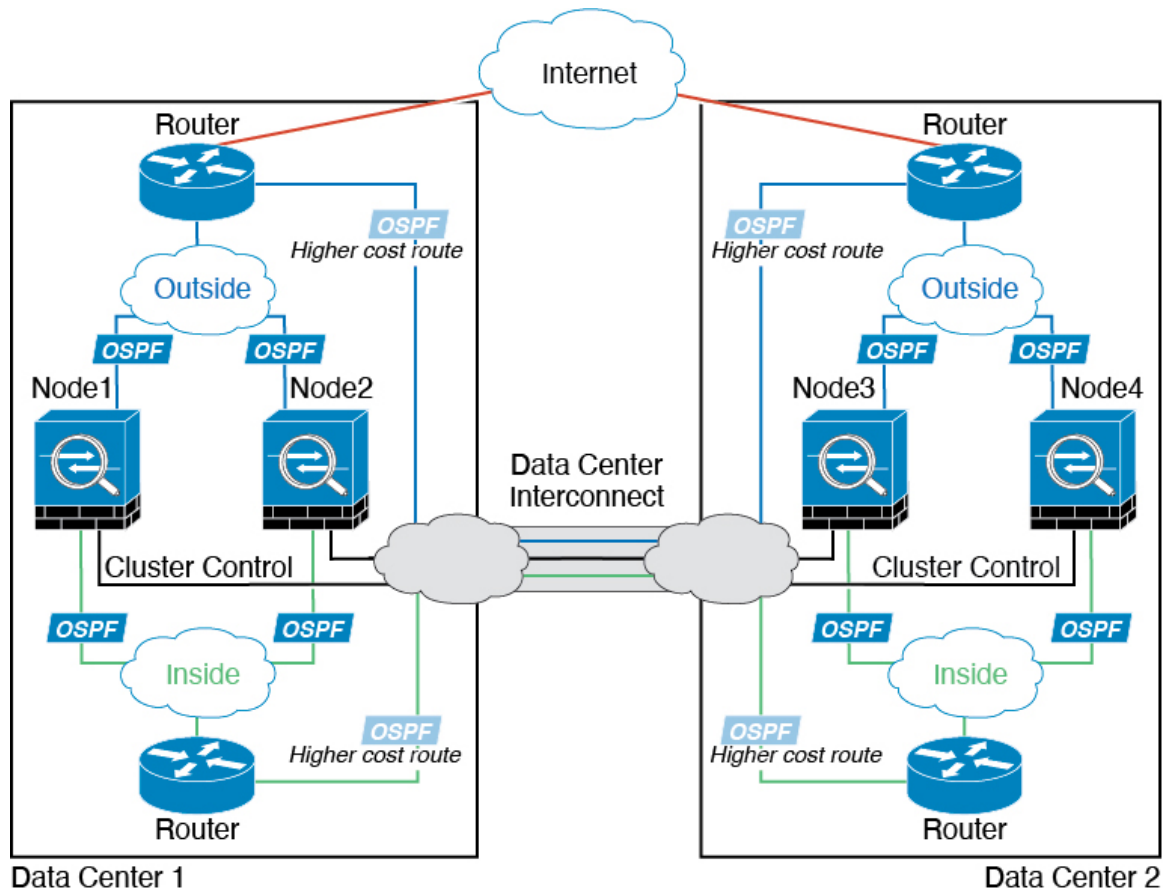 Internet
Router
Router
OSPF
Higher cost route
OSPF
Higher cost route
Outside
Outside
OSPF
OSPF
OSPF
OSPF
Node1
Node2
Node3
Node4
Data Center
Interconnect
Cluster Control
Cluster Control
OSPF
OSPF
OSPF
OSPF
Inside
Inside
OSPF
Higher cost route
OSPF
Higher cost route
Router
Router
Data Center 1
Data Center 2